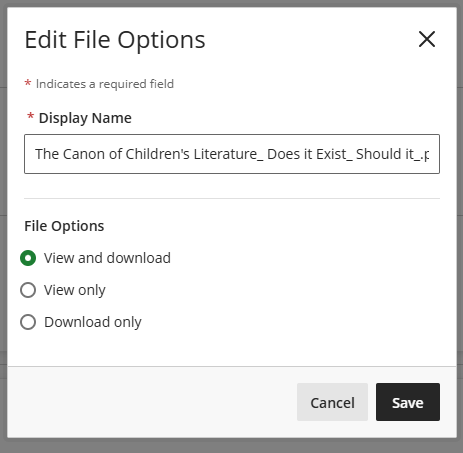 Edit File Options
* Indicates a required field
* Display Name
The Canon of Children's Literature_ Does it Exist_ Should it_.p
File Options
View and download
View only
Download only
Cancel Save